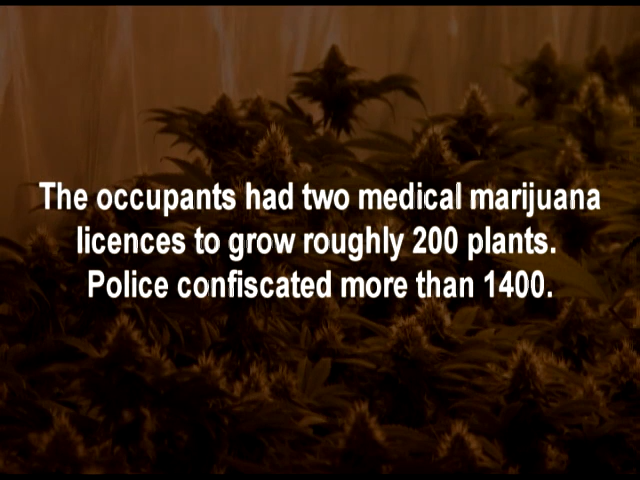 The occupants had two medical marijuana
licences to grow roughly 200 plants.
Police confiscated more than 1400.